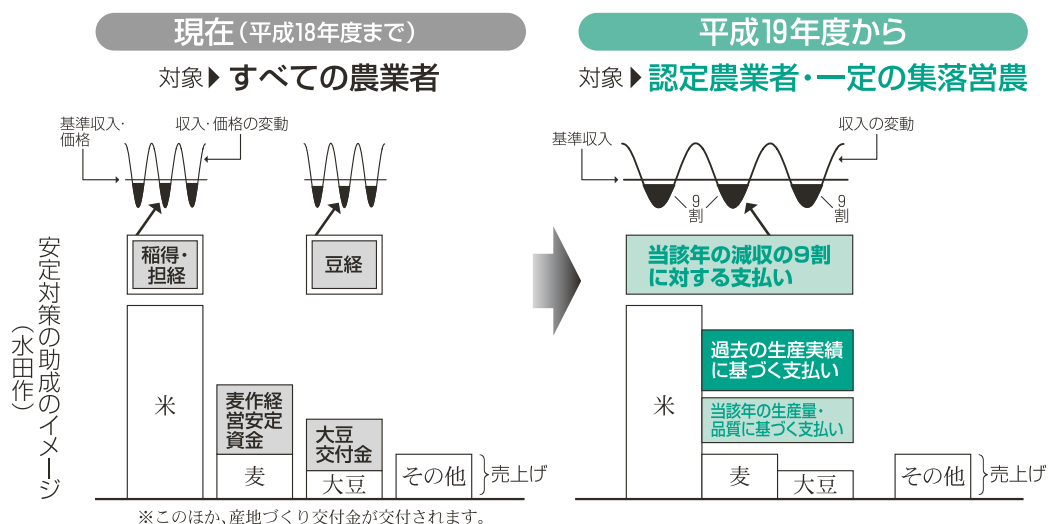 現在（平成18年度まで）
対象▶すべての農業者
基準収入・
価格
収入・価格の変動
稲得・
担経
豆経
米
麦作経
営安定
資金
麦
大豆
交付金
大豆
その他
売上げ
※このほか、産地づくり交付金が交付されます。
安定対策の助成のイメージ
（水田作）
平成19年度から
対象▶認定農業者・一定の集落営農
基準収入
収入の変動
9
割
9
割
当該年の減収の9割
に対する支払い
過去の生産実績
に基づく支払い
当該年の生産量・
品質に基づく支払い
米
麦
大豆
その他
売上げ